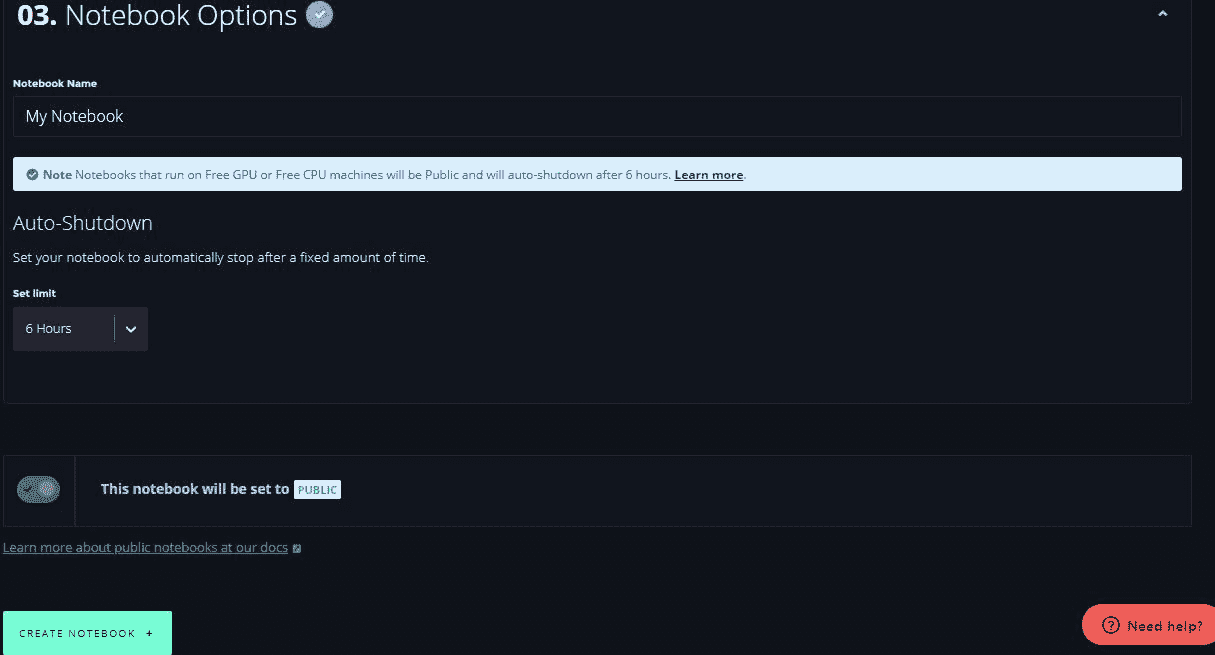 03. Notebook Options
Notebook Name
My Notebook
Note Notebooks that run on Free GPU or Free CPU machines will be Public and will auto-shutdown after 6 hours. Learn more.
Auto-Shutdown
Set your notebook to automatically stop after a fixed amount of time.
Set limit
6 Hours
This notebook will be set to PUBLIC
Learn more about public notebooks at our docs
CREATE NOTEBOOK +
? Need help?